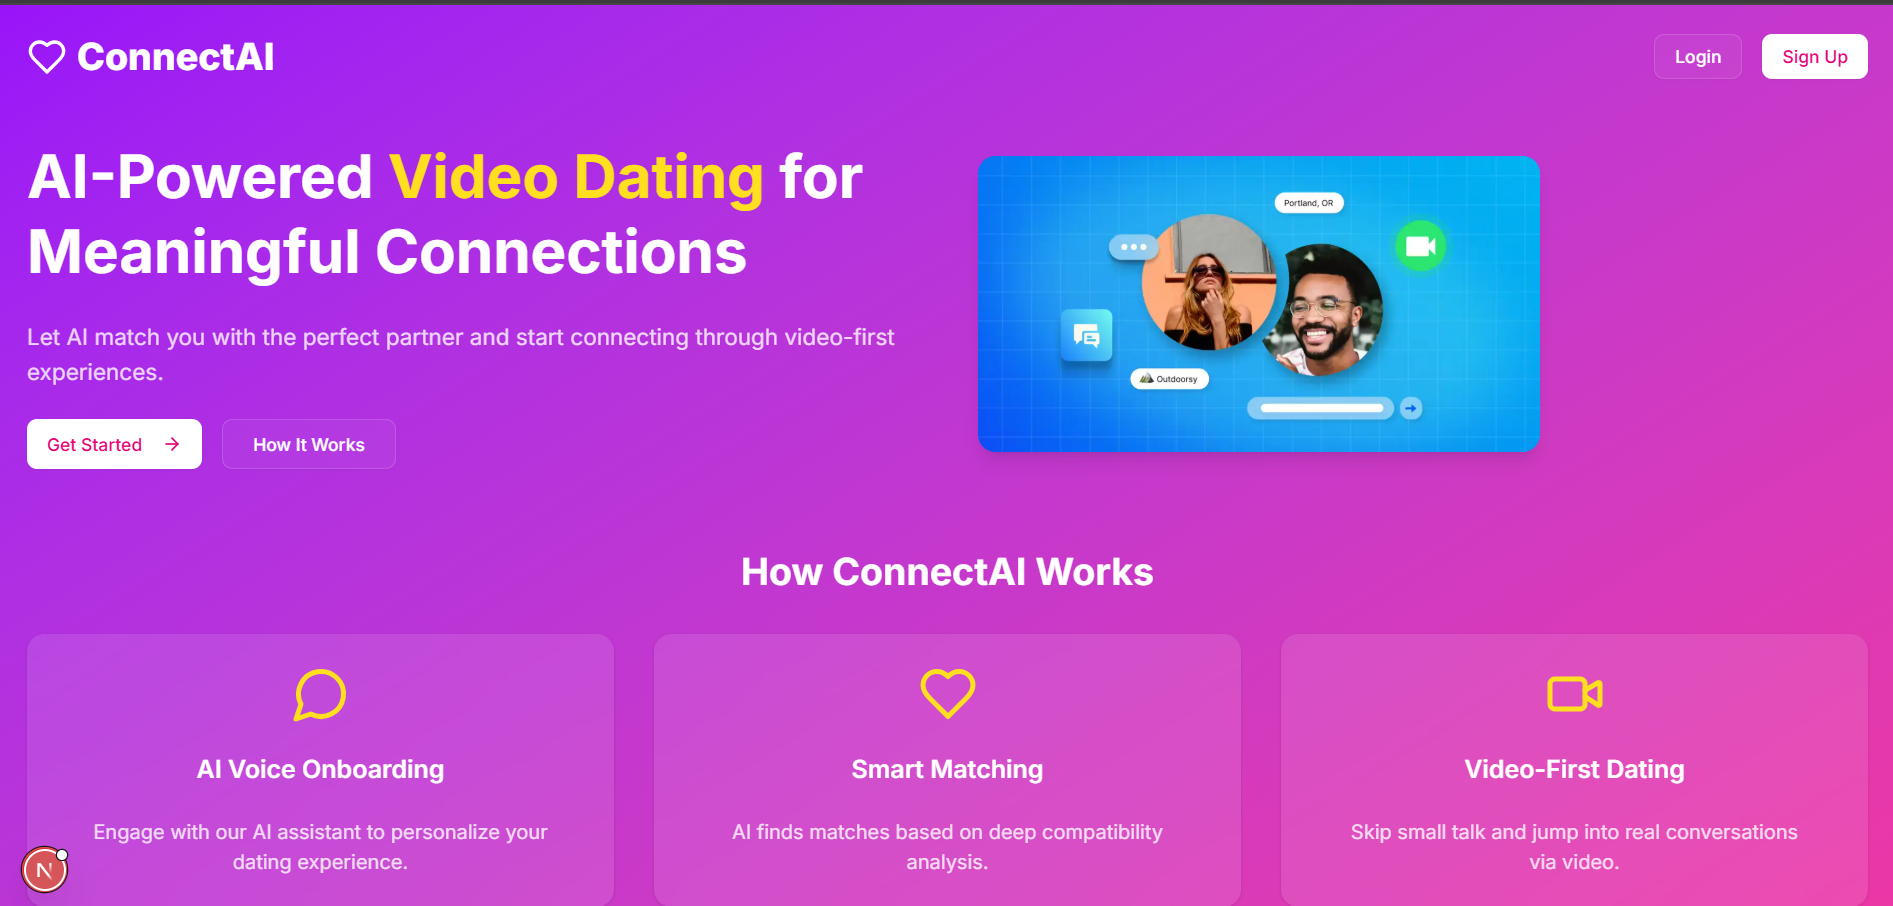 ConnectAI
Login
Sign Up
AI-Powered Video Dating for
Meaningful Connections
Let AI match you with the perfect partner and start connecting through video-first
experiences.
Get Started
How It Works
Portland, OR
Outdoorsy
How ConnectAI Works
AI Voice Onboarding
Engage with our AI assistant to personalize your
dating experience.
Smart Matching
AI finds matches based on deep compatibility
analysis.
Video-First Dating
Skip small talk and jump into real conversations
via video.
N